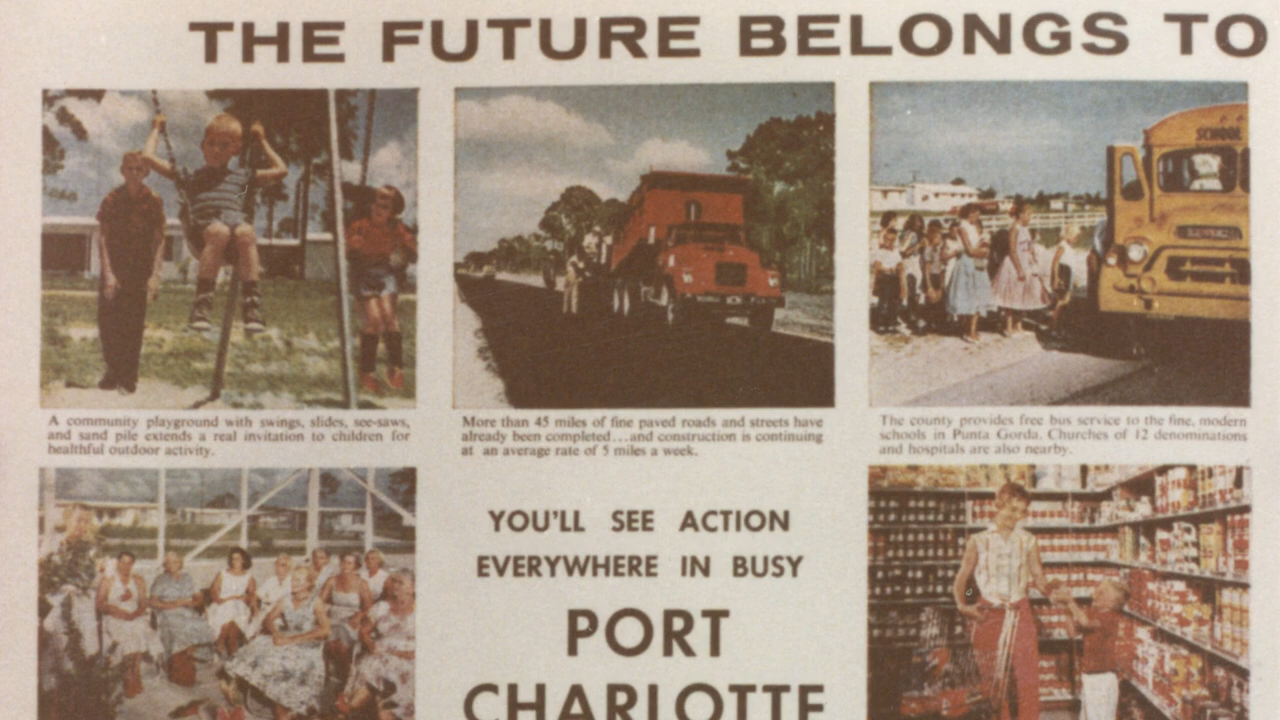 THE FUTURE BELONGS TO
SCHOOL
A community playground with swings, slides, see-saws,
and sand pile extends a real invitation to children for
healthful outdoor activity.
More than 45 miles of fine paved roads and streets have
already been completed...and construction is continuing
at an average rate of 5 miles a week.
The county provides free bus service to the fine, modern
schools in Punta Gorda. Churches of 12 denominations
and hospitals are also nearby.
YOU'LL SEE ACTION
EVERYWHERE IN BUSY
PORT
CHARLOTTE